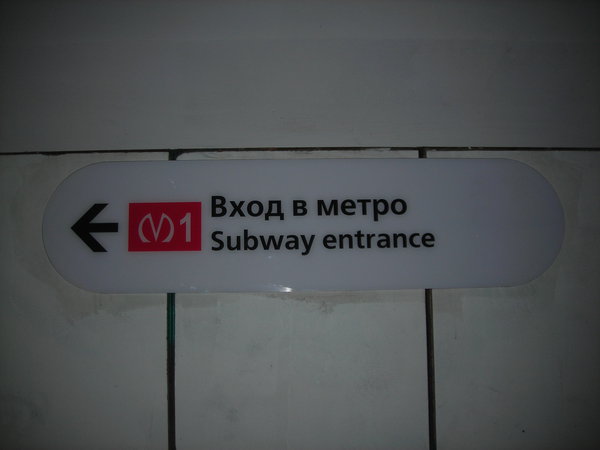 1
Вход в метро
Subway entrance